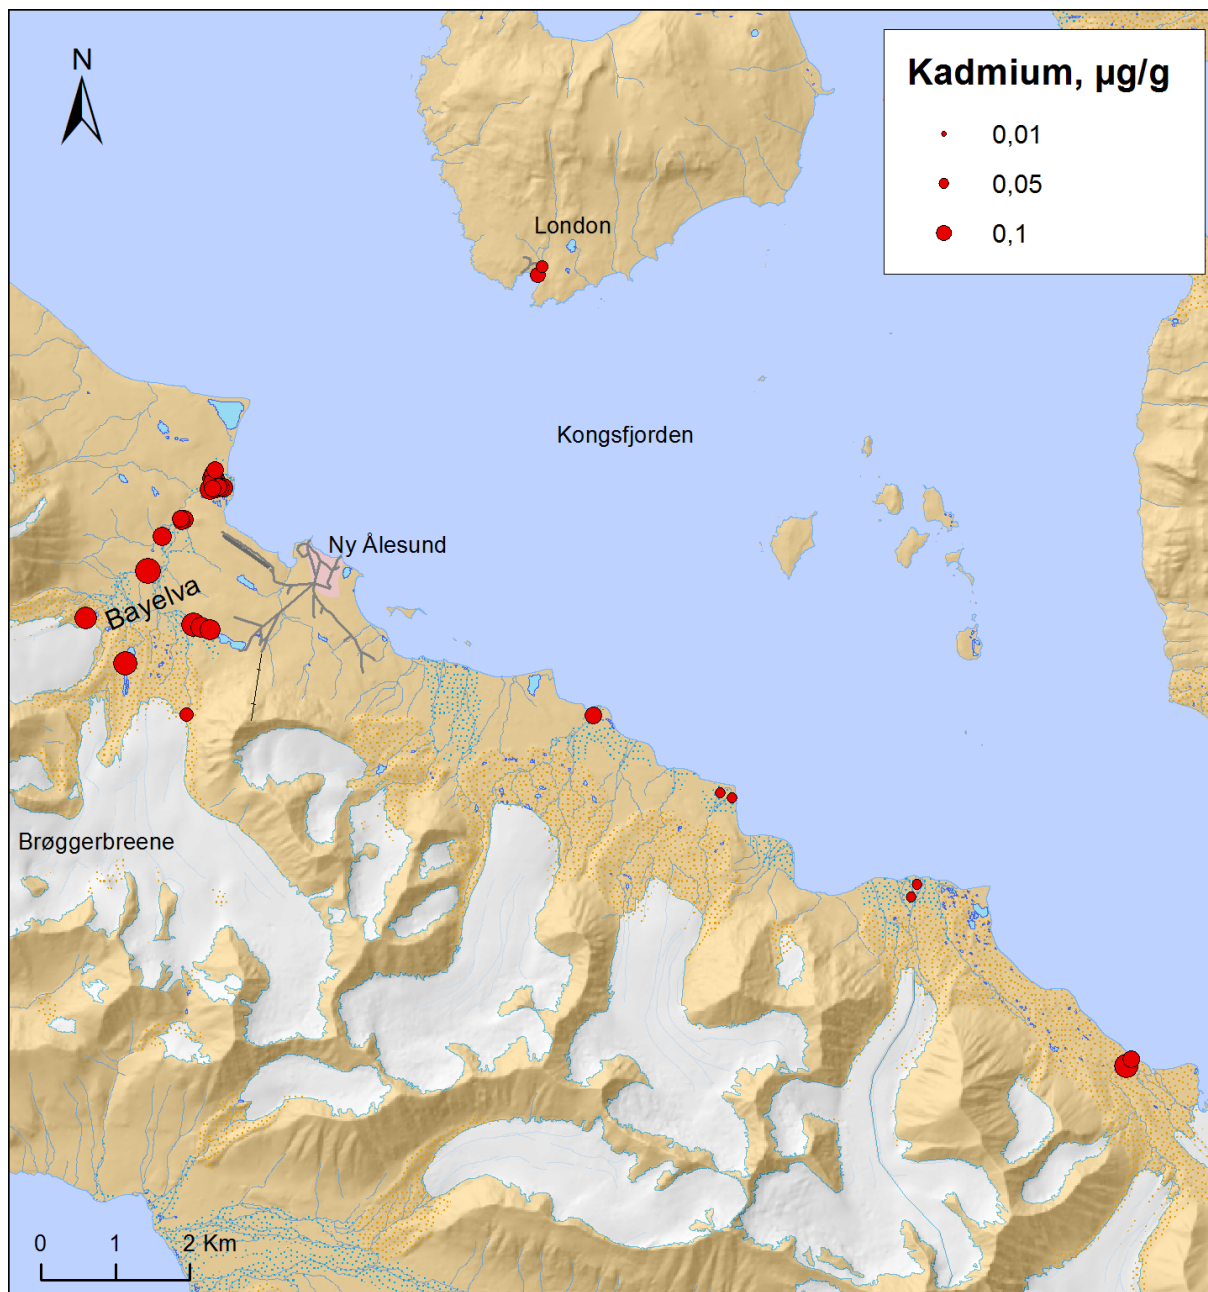 N
Kadmium, µg/g
0,01
0,05
0,1
London
Kongsfjorden
Ny Ålesund
Bayelva
Brøggerbreene
0 1 2 Km